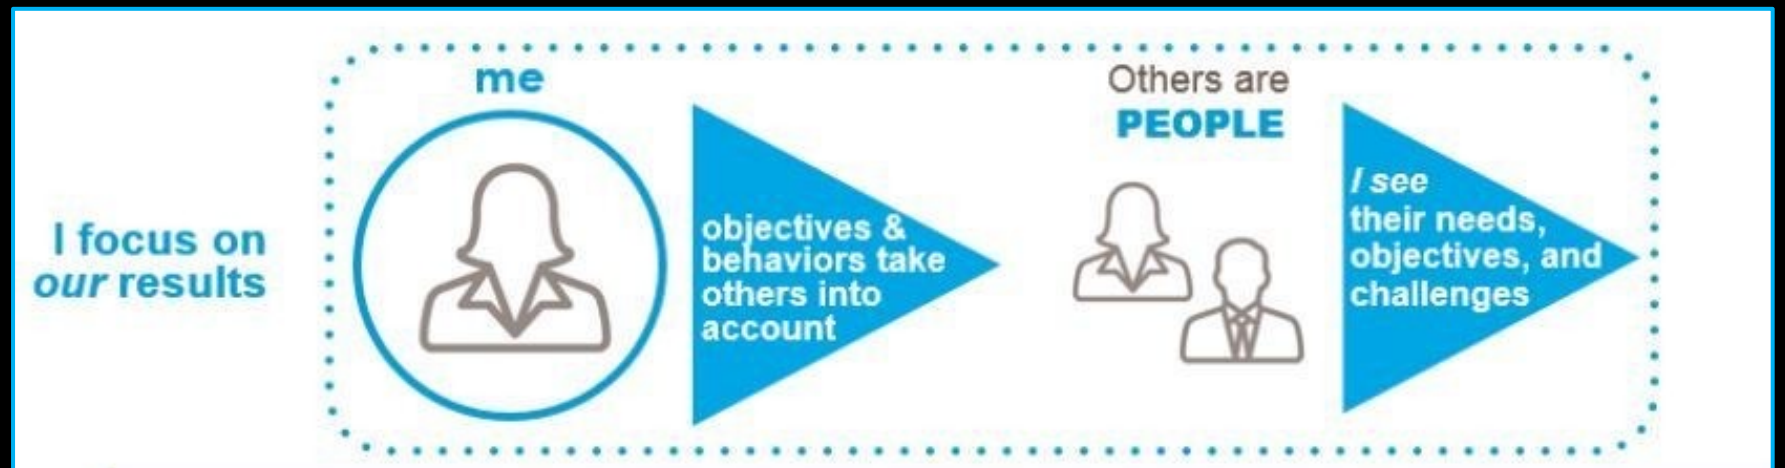 I focus on
our results
me
objectives &
behaviors take
others into
account
Others are
PEOPLE
I see
their needs,
objectives, and
challenges